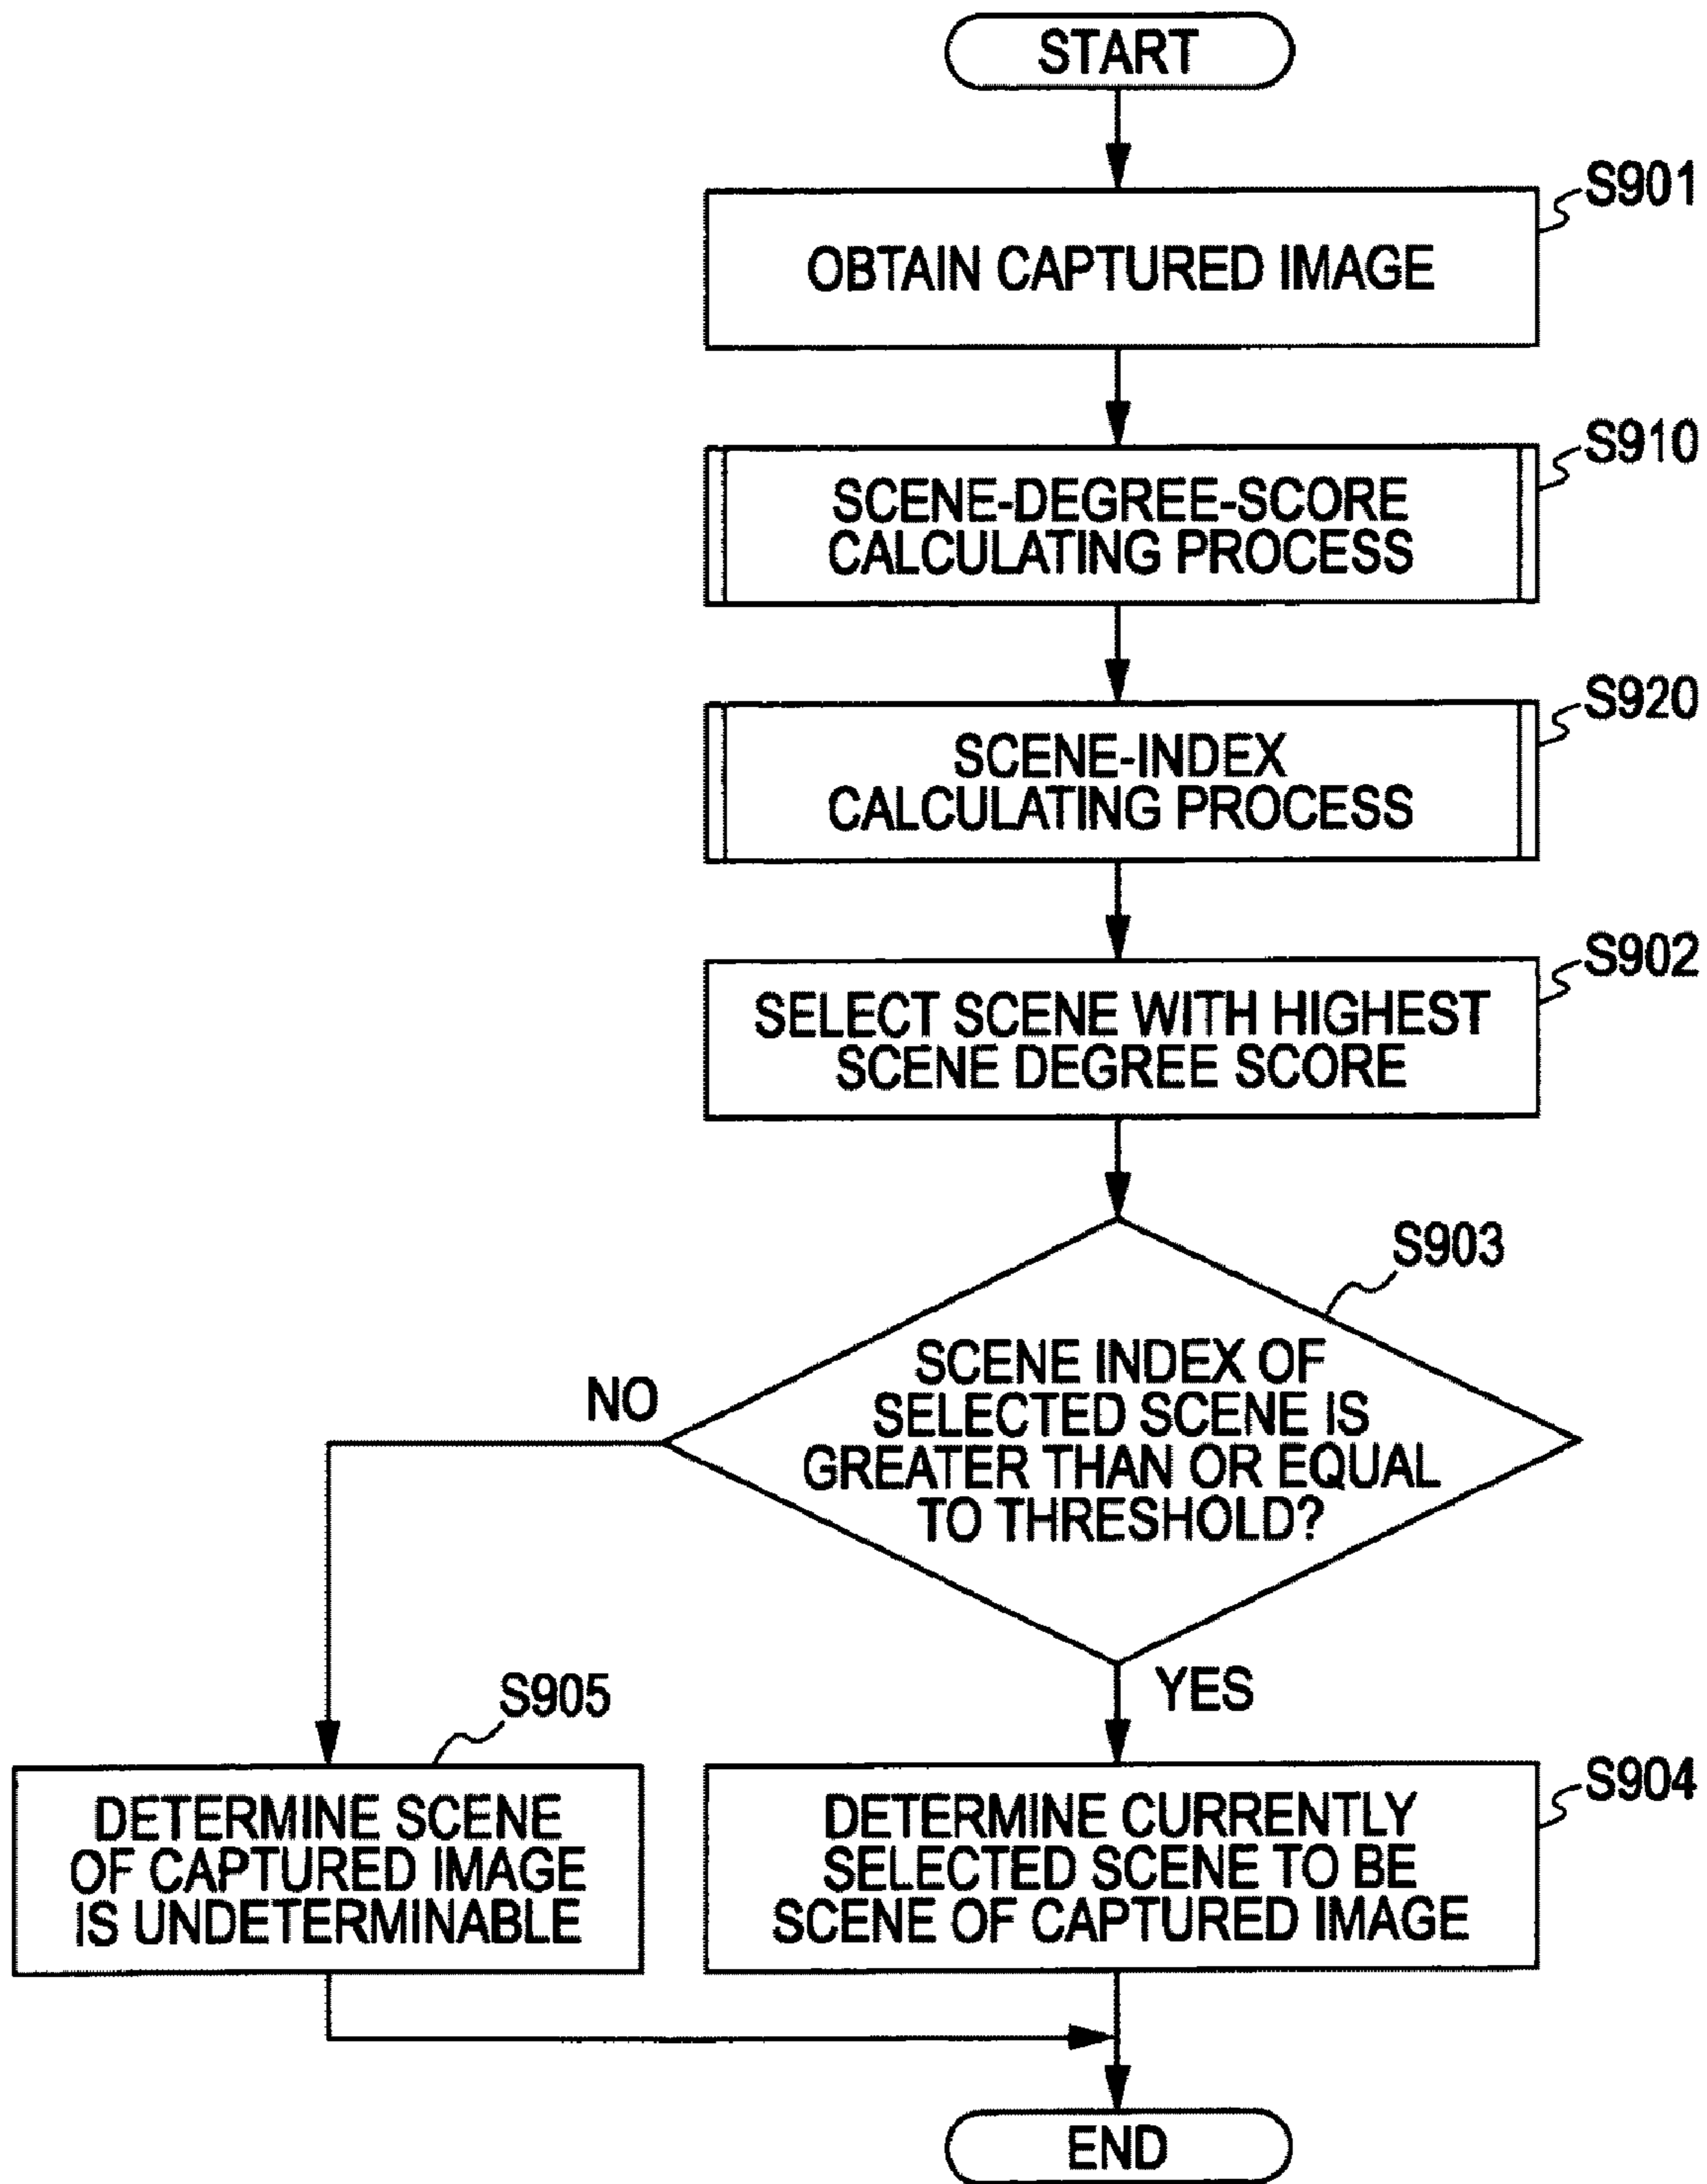 START
S901
OBTAIN CAPTURED IMAGE
S910
SCENE-DEGREE-SCORE
CALCULATING PROCESS
S920
SCENE-INDEX
CALCULATING PROCESS
S902
SELECT SCENE WITH HIGHEST
SCENE DEGREE SCORE
S903
SCENE INDEX OF
SELECTED SCENE IS
GREATER THAN OR EQUAL
TO THRESHOLD?
NO
YES
S905
DETERMINE SCENE
OF CAPTURED IMAGE
IS UNDETERMINABLE
S904
DETERMINE CURRENTLY
SELECTED SCENE TO BE
SCENE OF CAPTURED IMAGE
END